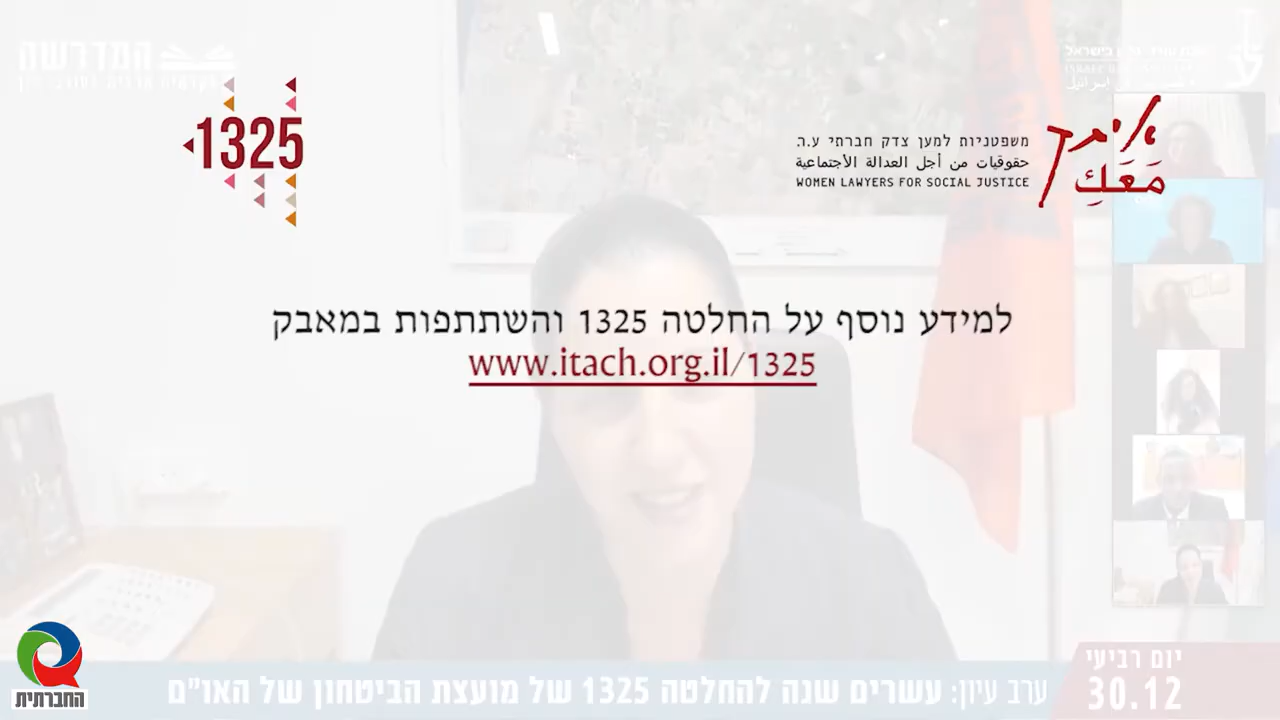 המדרשה
1325
איתך
مَعَكِ
משפטניות למען צדק חברתי ע.ר.
حقوقيات من أجل العدالة الأجتماعية
WOMEN LAWYERS FOR SOCIAL JUSTICE
למידע נוסף על החלטה 1325 והשתתפות במאבק
www.itach.org.il/1325
יום רביעי
30.12
ערב עיון: עשרים שנה להחלטה 1325 של מועצת הביטחון של האו"ם
החברתית